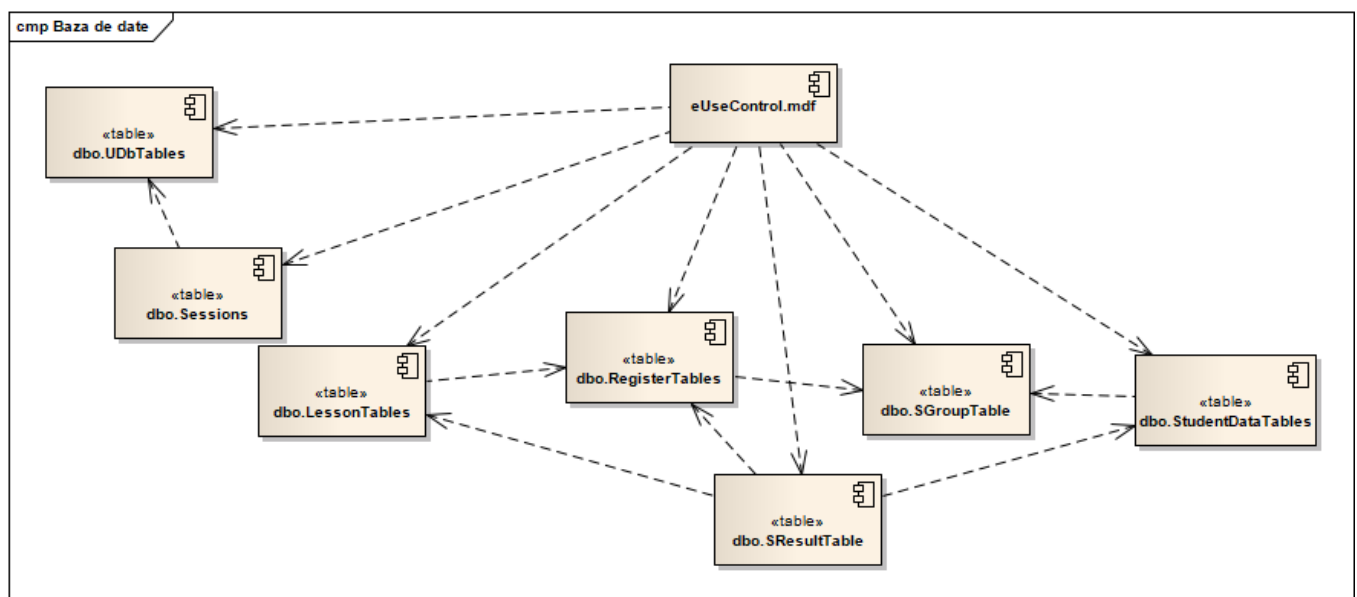 cmp Baza de date
eUseControl.mdf
«table»
dbo.UDbTables
«table»
dbo.Sessions
«table»
dbo.LessonTables
«table»
dbo.RegisterTables
«table»
dbo.SGroupTable
«table»
dbo.StudentDataTables
«table»
dbo.SResultTable